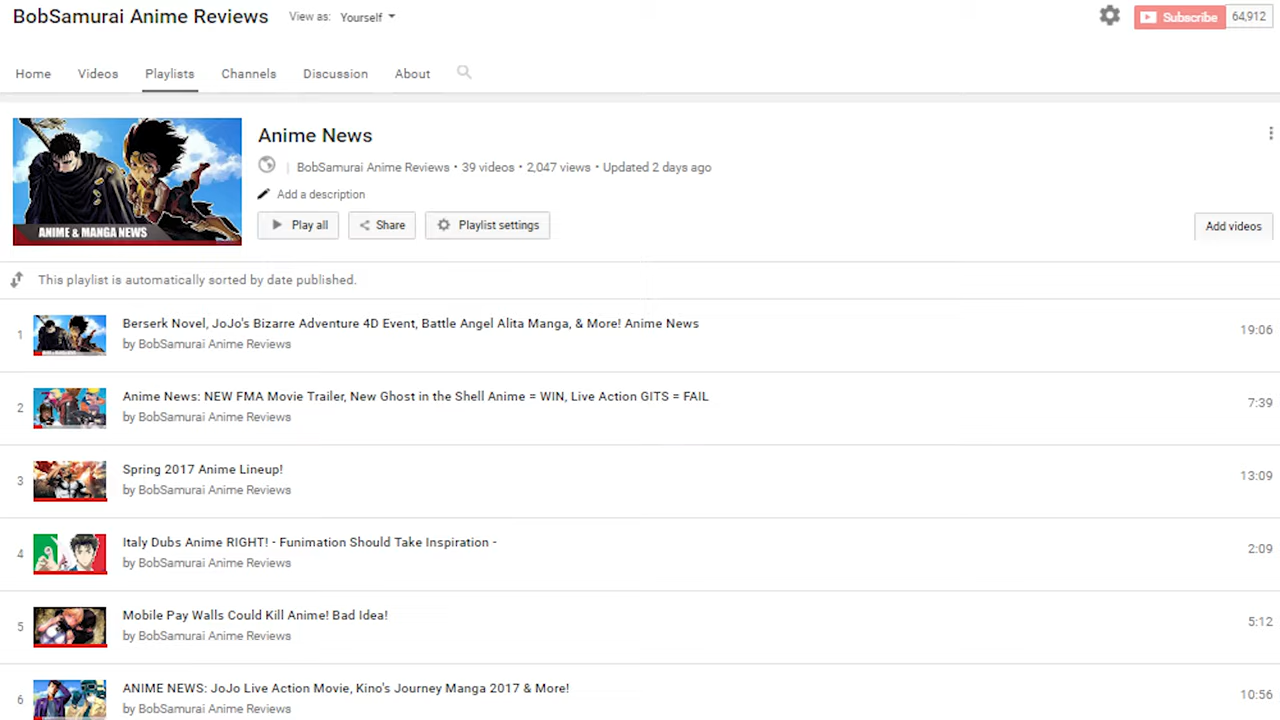 BobSamurai Anime Reviews View as: Yourself Subscribe 64,912
Home Videos Playlists Channels Discussion About
Anime News
BobSamurai Anime Reviews • 39 videos • 2,047 views • Updated 2 days ago
Add a description
ANIME & MANGA NEWS
Play all Share Playlist settings Add videos
This playlist is automatically sorted by date published.
1 Berserk Novel, JoJo's Bizarre Adventure 4D Event, Battle Angel Alita Manga, & More! Anime News 19:06
by BobSamurai Anime Reviews
2 Anime News: NEW FMA Movie Trailer, New Ghost in the Shell Anime = WIN, Live Action GITS = FAIL 7:39
by BobSamurai Anime Reviews
3 Spring 2017 Anime Lineup! 13:09
by BobSamurai Anime Reviews
4 Italy Dubs Anime RIGHT! - Funimation Should Take Inspiration - 2:09
by BobSamurai Anime Reviews
5 Mobile Pay Walls Could Kill Anime! Bad Idea! 5:12
by BobSamurai Anime Reviews
6 ANIME NEWS: JoJo Live Action Movie, Kino's Journey Manga 2017 & More! 10:56
by BobSamurai Anime Reviews